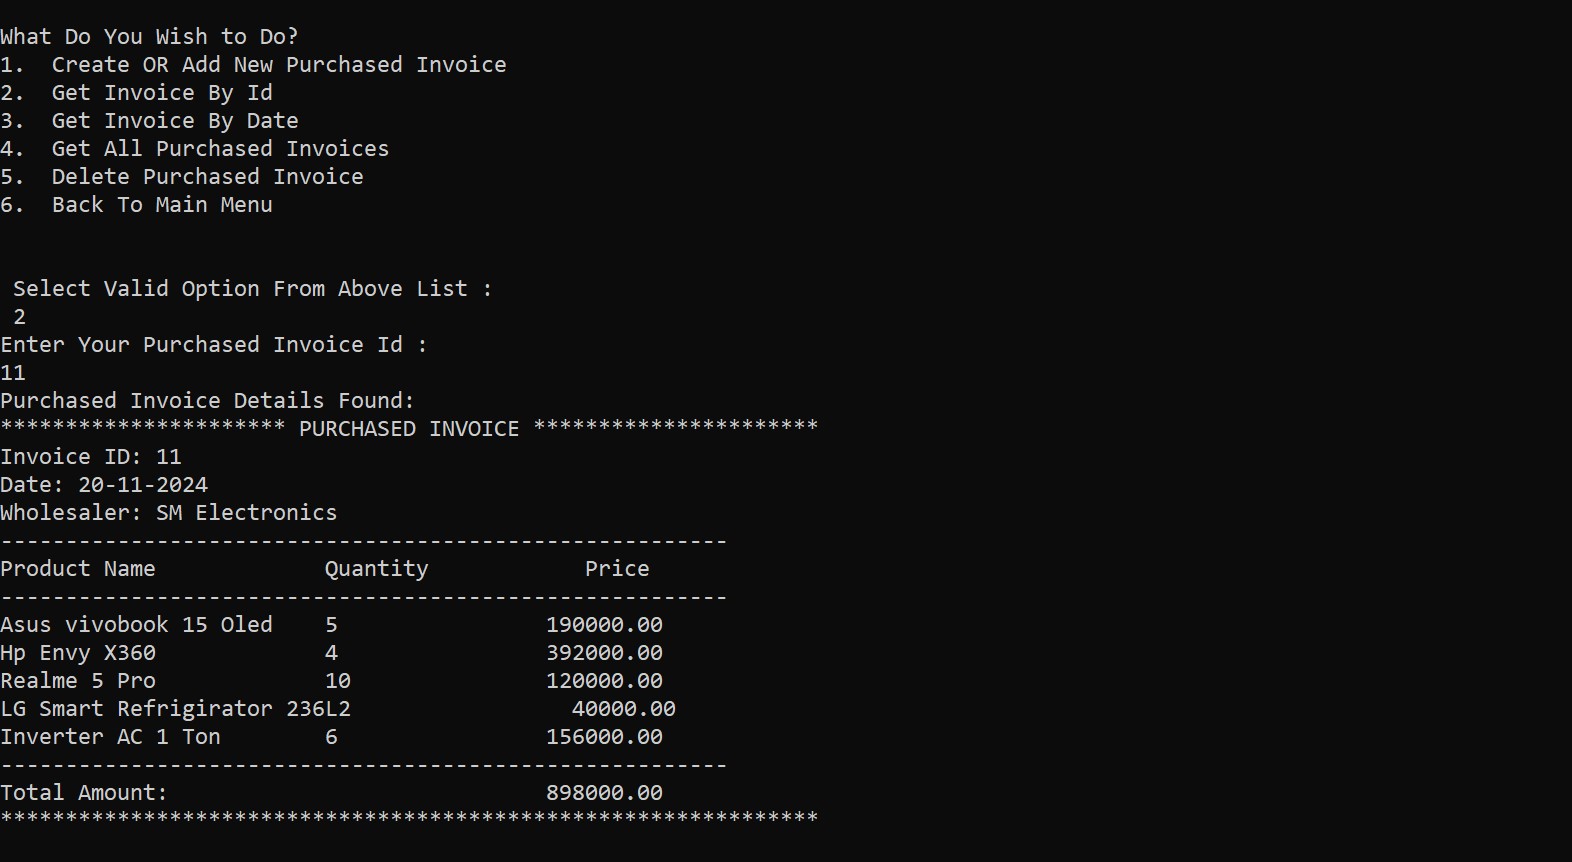 What Do You Wish to Do?
1.  Create OR Add New Purchased Invoice
2.  Get Invoice By Id
3.  Get Invoice By Date
4.  Get All Purchased Invoices
5.  Delete Purchased Invoice
6.  Back To Main Menu
 Select Valid Option From Above List :
 2
Enter Your Purchased Invoice Id :
11
Purchased Invoice Details Found:
********************** PURCHASED INVOICE **********************
Invoice ID: 11
Date: 20-11-2024
Wholesaler: SM Electronics
--------------------------------------------------------
Product Name             Quantity            Price
--------------------------------------------------------
Asus vivobook 15 Oled    5                190000.00
Hp Envy X360             4                392000.00
Realme 5 Pro             10               120000.00
LG Smart Refrigirator 236L2                 40000.00
Inverter AC 1 Ton        6                156000.00
--------------------------------------------------------
Total Amount:                             898000.00
***************************************************************